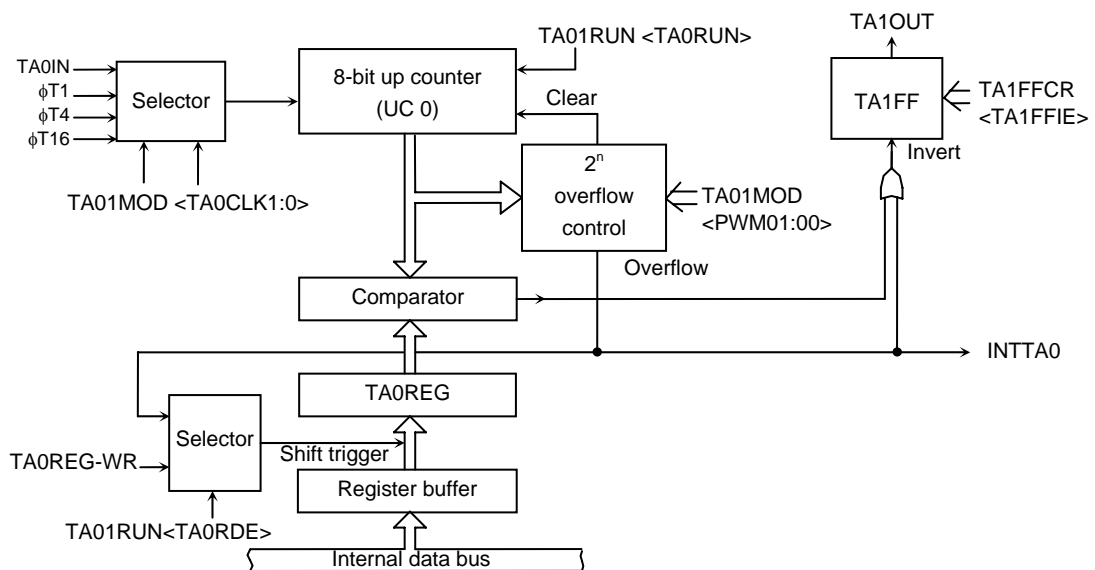 TA1OUT
TA01RUN <TA0RUN>
TA0IN
ϕT1
ϕT4
ϕT16
Selector
8-bit up counter
(UC 0)
Clear
TA1FF
TA1FFCR
<TA1FFIE>
Invert
TA01MOD <TA0CLK1:0>
2ⁿ
overflow
control
TA01MOD
<PWM01:00>
Overflow
Comparator
INTTA0
TA0REG
Selector
Shift trigger
TA0REG-WR
Register buffer
TA01RUN<TA0RDE>
Internal data bus